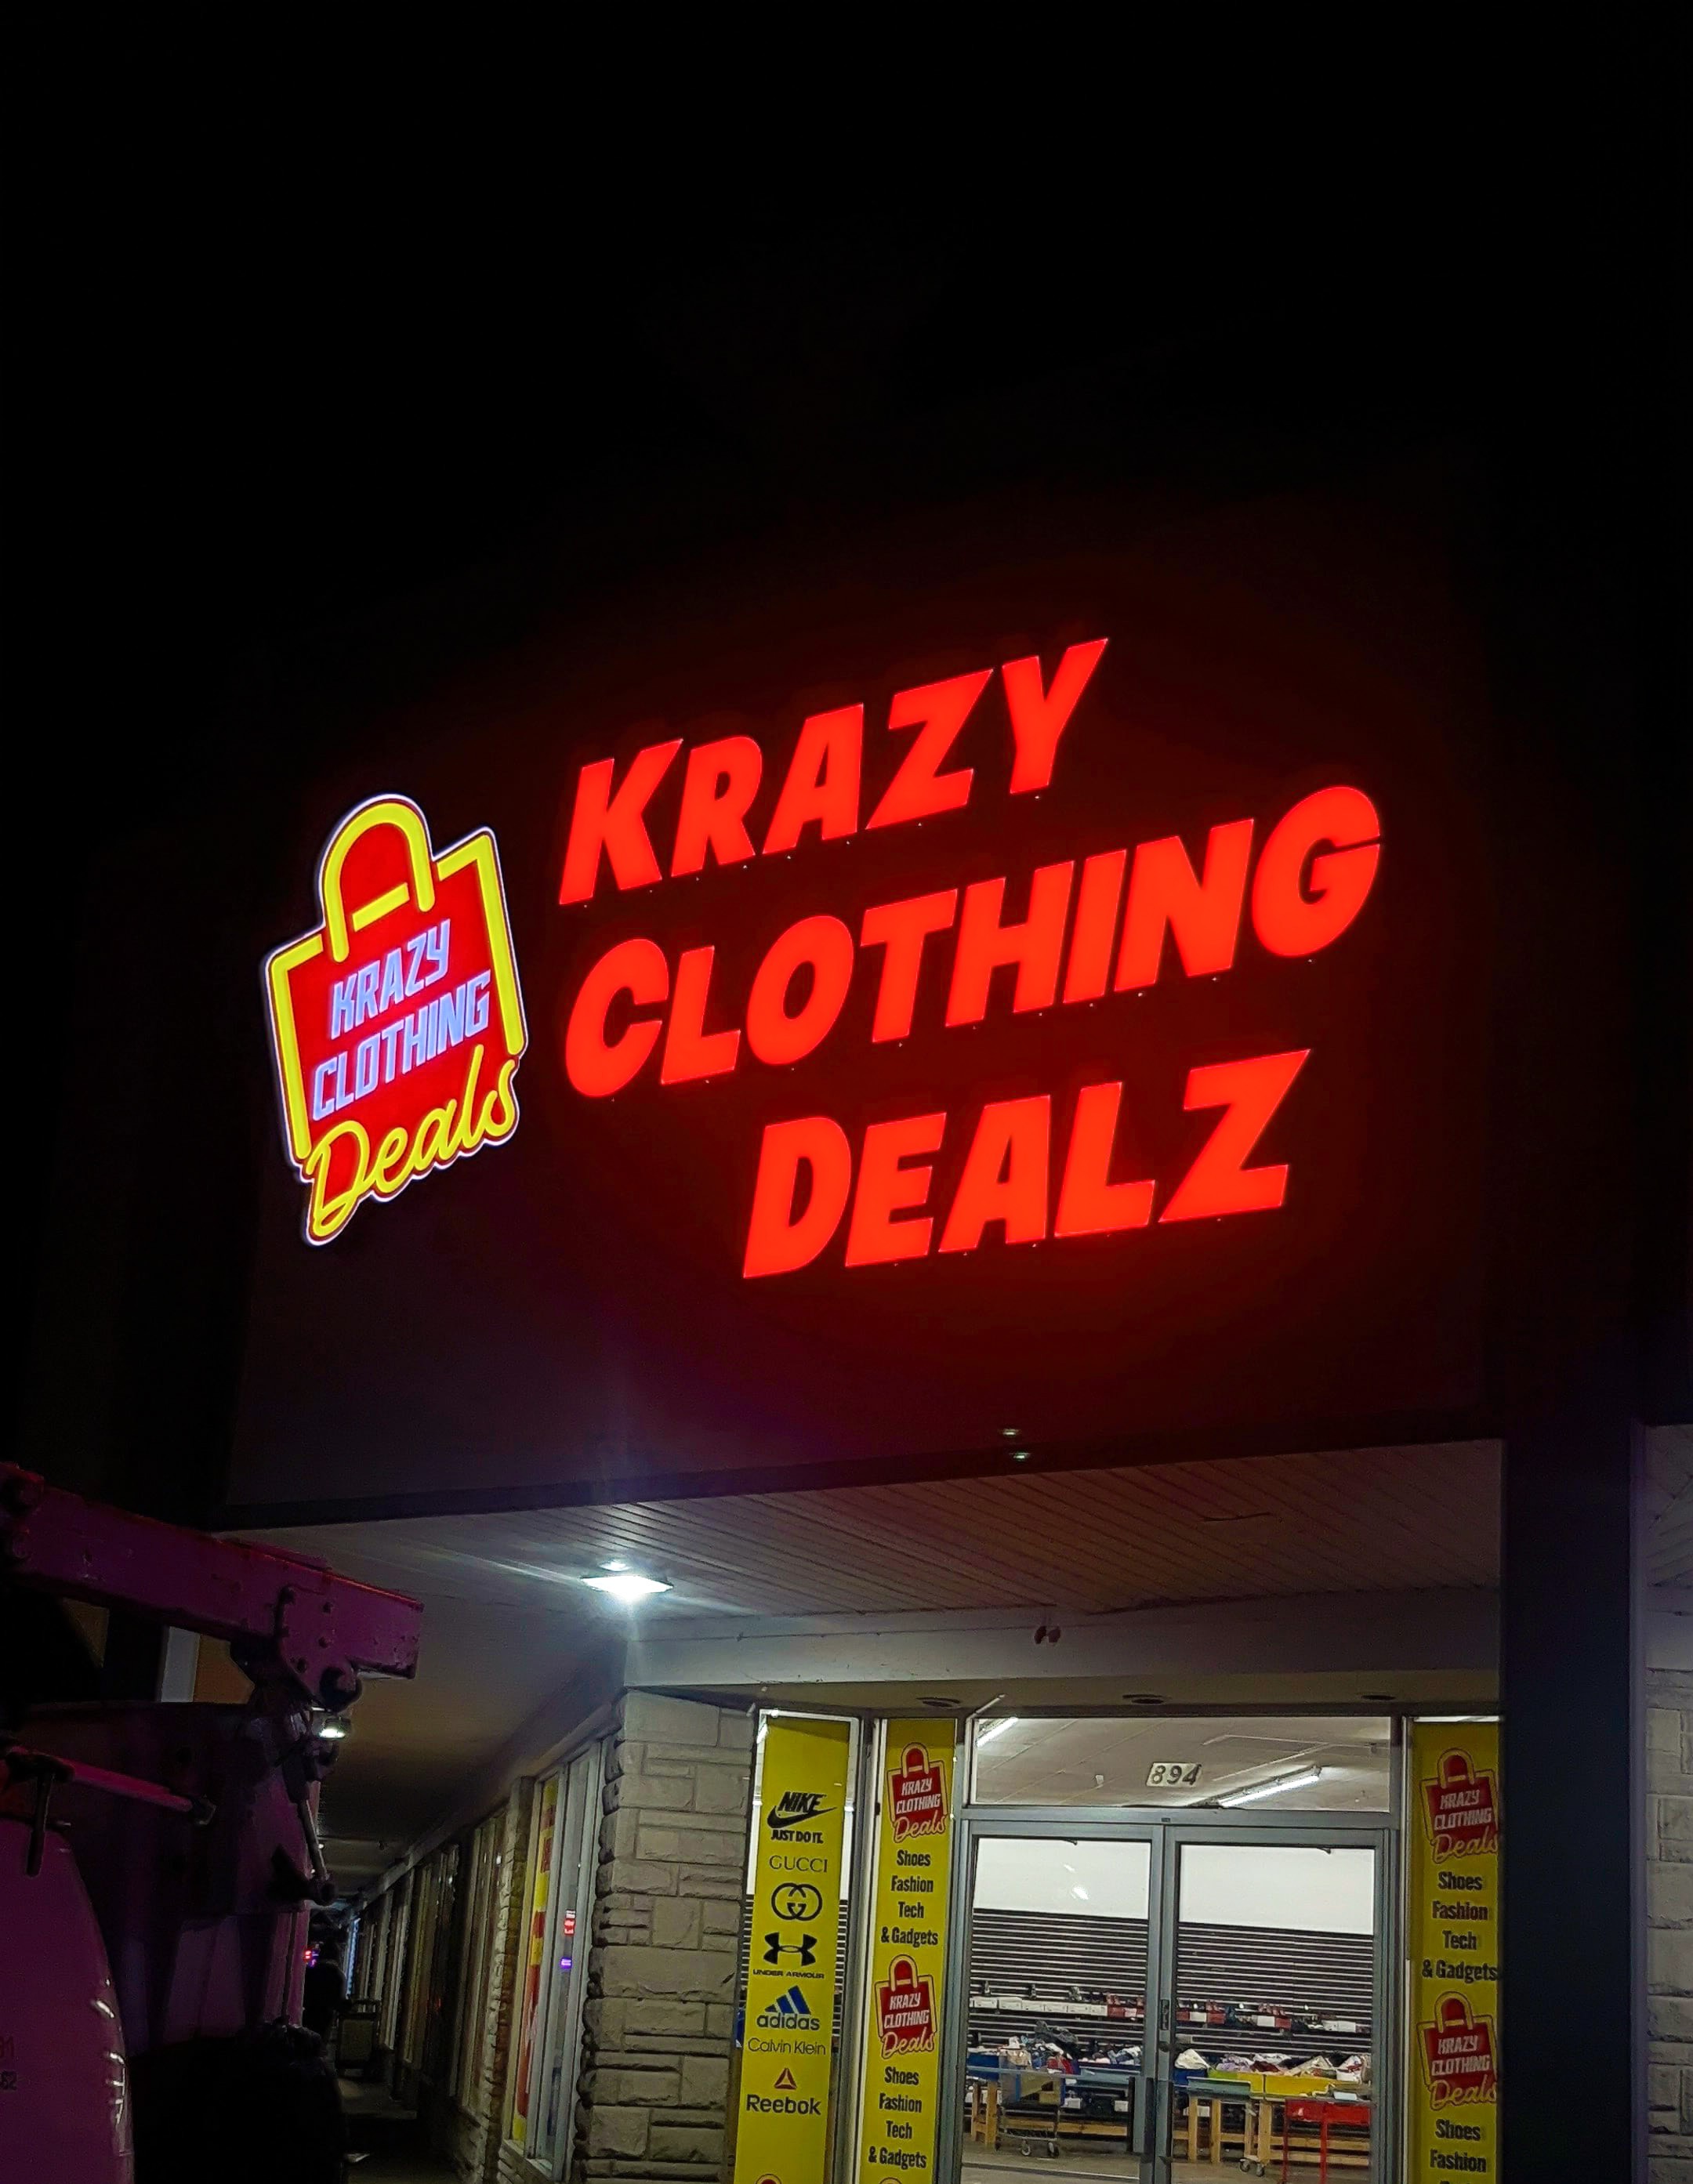 KRAZY
CLOTHING
DEALZ
KRAZY
CLOTHING
Deals
894
NIKE
JUST DO IT.
GUCCI
UNDER ARMOUR
adidas
Calvin Klein
Reebok
KRAZY
CLOTHING
Deals
Shoes
Fashion
Tech
& Gadgets
KRAZY
CLOTHING
Deals
Shoes
Fashion
Tech
& Gadgets
KRAZY
CLOTHING
Deals
Shoes
Fashion
Tech
& Gadgets
KRAZY
CLOTHING
Deals
Shoes
Fashion